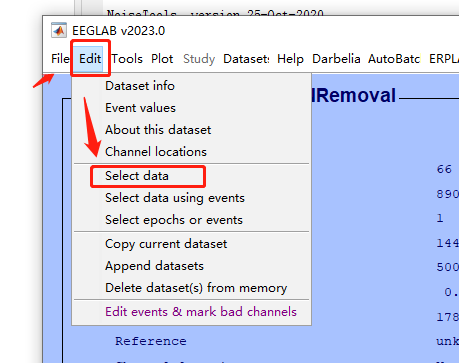 NoiseTools, version 25-Oct-2020
EEGLAB v2023.0
File Edit Tools Plot Study Datasets Help Darbelia AutoBatc ERPLA
Dataset info
Event values
About this dataset
Channel locations
Select data
Select data using events
Select epochs or events
Copy current dataset
Append datasets
Delete dataset(s) from memory
Edit events & mark bad channels
lRemoval
66
890
1
144
500
0.
178
Reference unk